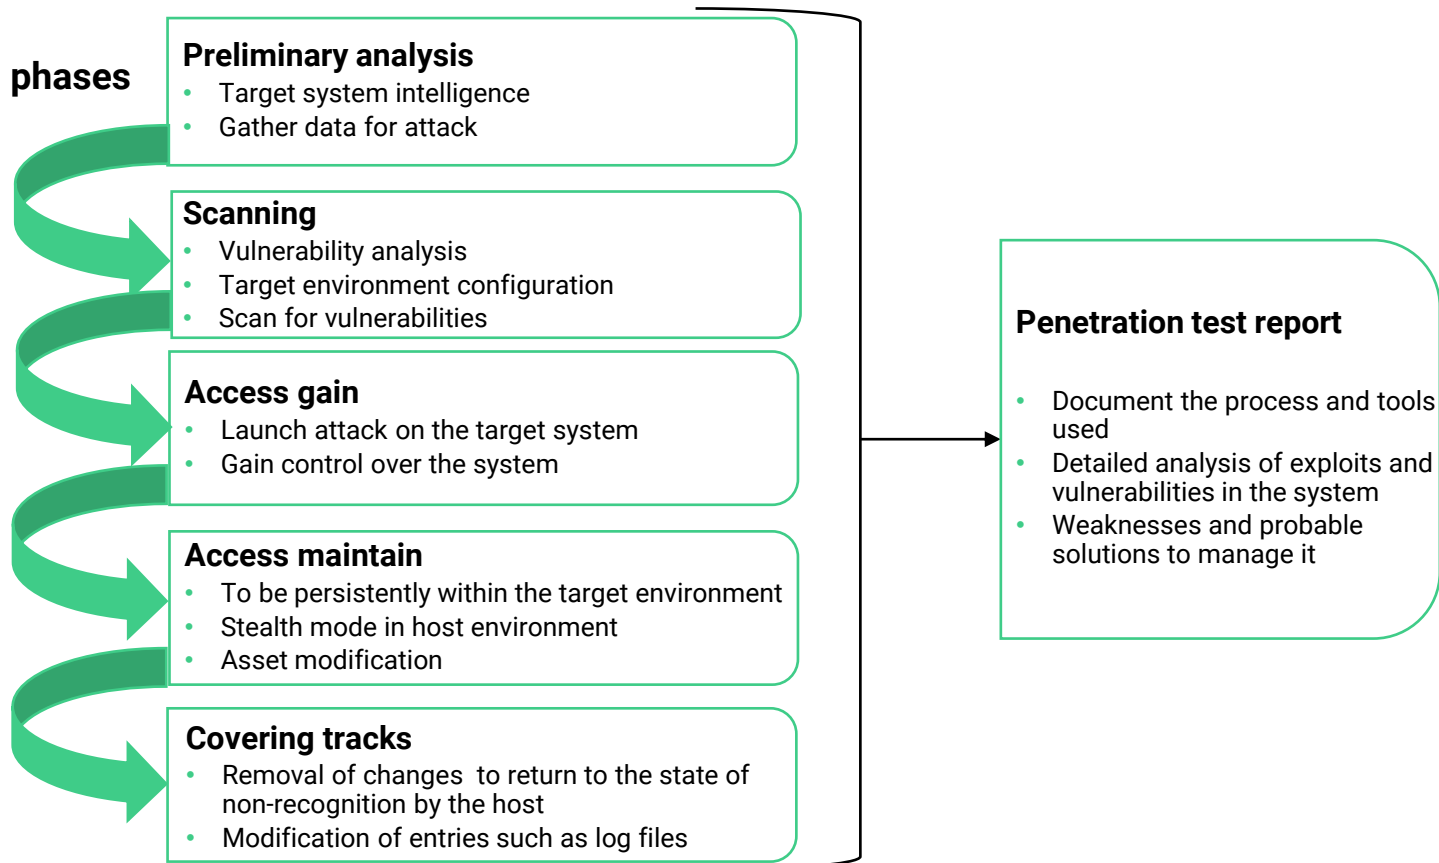 phases
Preliminary analysis
• Target system intelligence
• Gather data for attack
Scanning
• Vulnerability analysis
• Target environment configuration
• Scan for vulnerabilities
Access gain
• Launch attack on the target system
• Gain control over the system
Access maintain
• To be persistently within the target environment
• Stealth mode in host environment
• Asset modification
Covering tracks
• Removal of changes  to return to the state of
non-recognition by the host
• Modification of entries such as log files
Penetration test report
• Document the process and tools
used
• Detailed analysis of exploits and
vulnerabilities in the system
• Weaknesses and probable
solutions to manage it